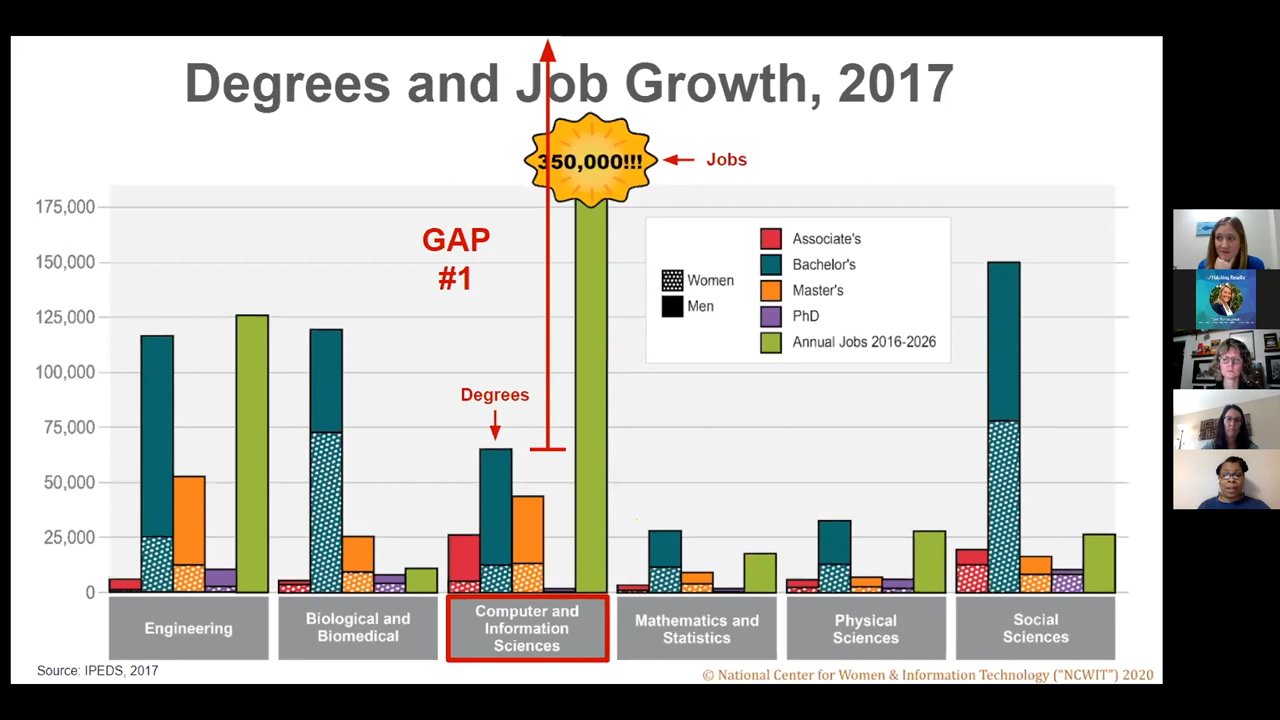 Degrees and Job Growth, 2017
350,000!!!
Jobs
175,000
150,000
125,000
100,000
75,000
50,000
25,000
0
GAP
#1
Degrees
Women
Men
Associate's
Bachelor's
Master's
PhD
Annual Jobs 2016-2026
Engineering
Biological and
Biomedical
Computer and
Information
Sciences
Mathematics and
Statistics
Physical
Sciences
Social
Sciences
Source: IPEDS, 2017
© National Center for Women & Information Technology ("NCWIT") 2020
Hatching Results